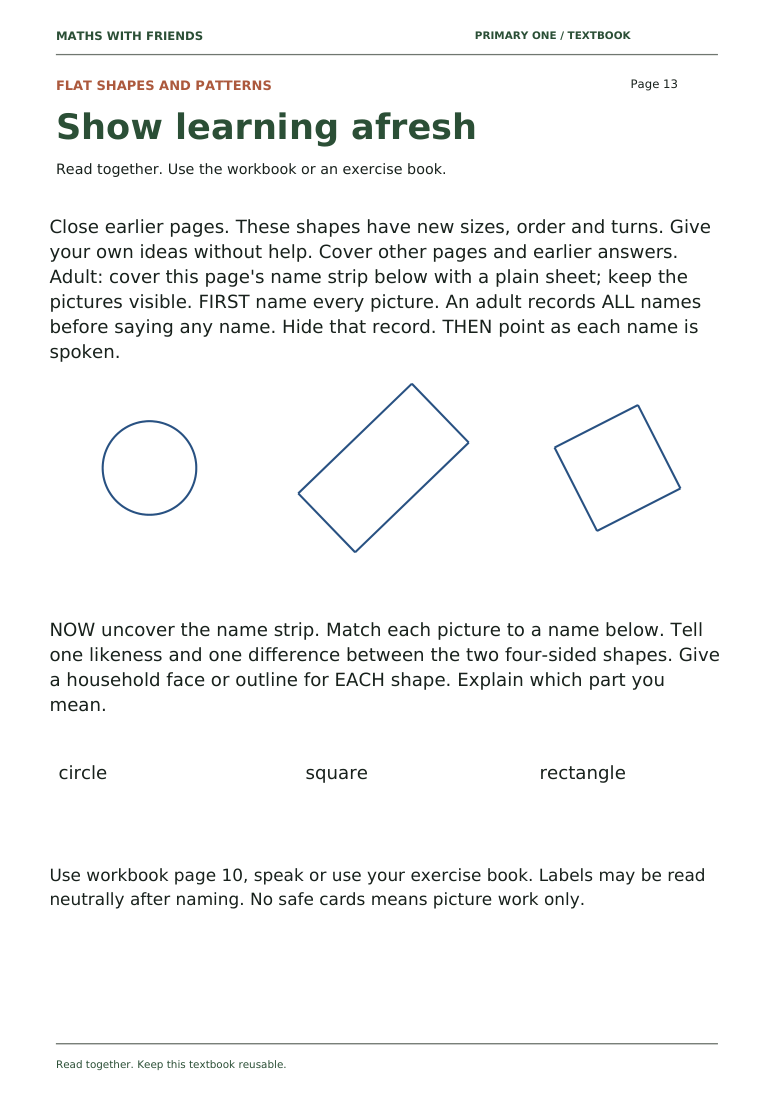 MATHS WITH FRIENDS
PRIMARY ONE / TEXTBOOK
FLAT SHAPES AND PATTERNS
Page 13
Show learning afresh
Read together. Use the workbook or an exercise book.
Close earlier pages. These shapes have new sizes, order and turns. Give
your own ideas without help. Cover other pages and earlier answers.
Adult: cover this page's name strip below with a plain sheet; keep the
pictures visible. FIRST name every picture. An adult records ALL names
before saying any name. Hide that record. THEN point as each name is
spoken.
NOW uncover the name strip. Match each picture to a name below. Tell
one likeness and one difference between the two four-sided shapes. Give
a household face or outline for EACH shape. Explain which part you
mean.
circle
square
rectangle
Use workbook page 10, speak or use your exercise book. Labels may be read
neutrally after naming. No safe cards means picture work only.
Read together. Keep this textbook reusable.